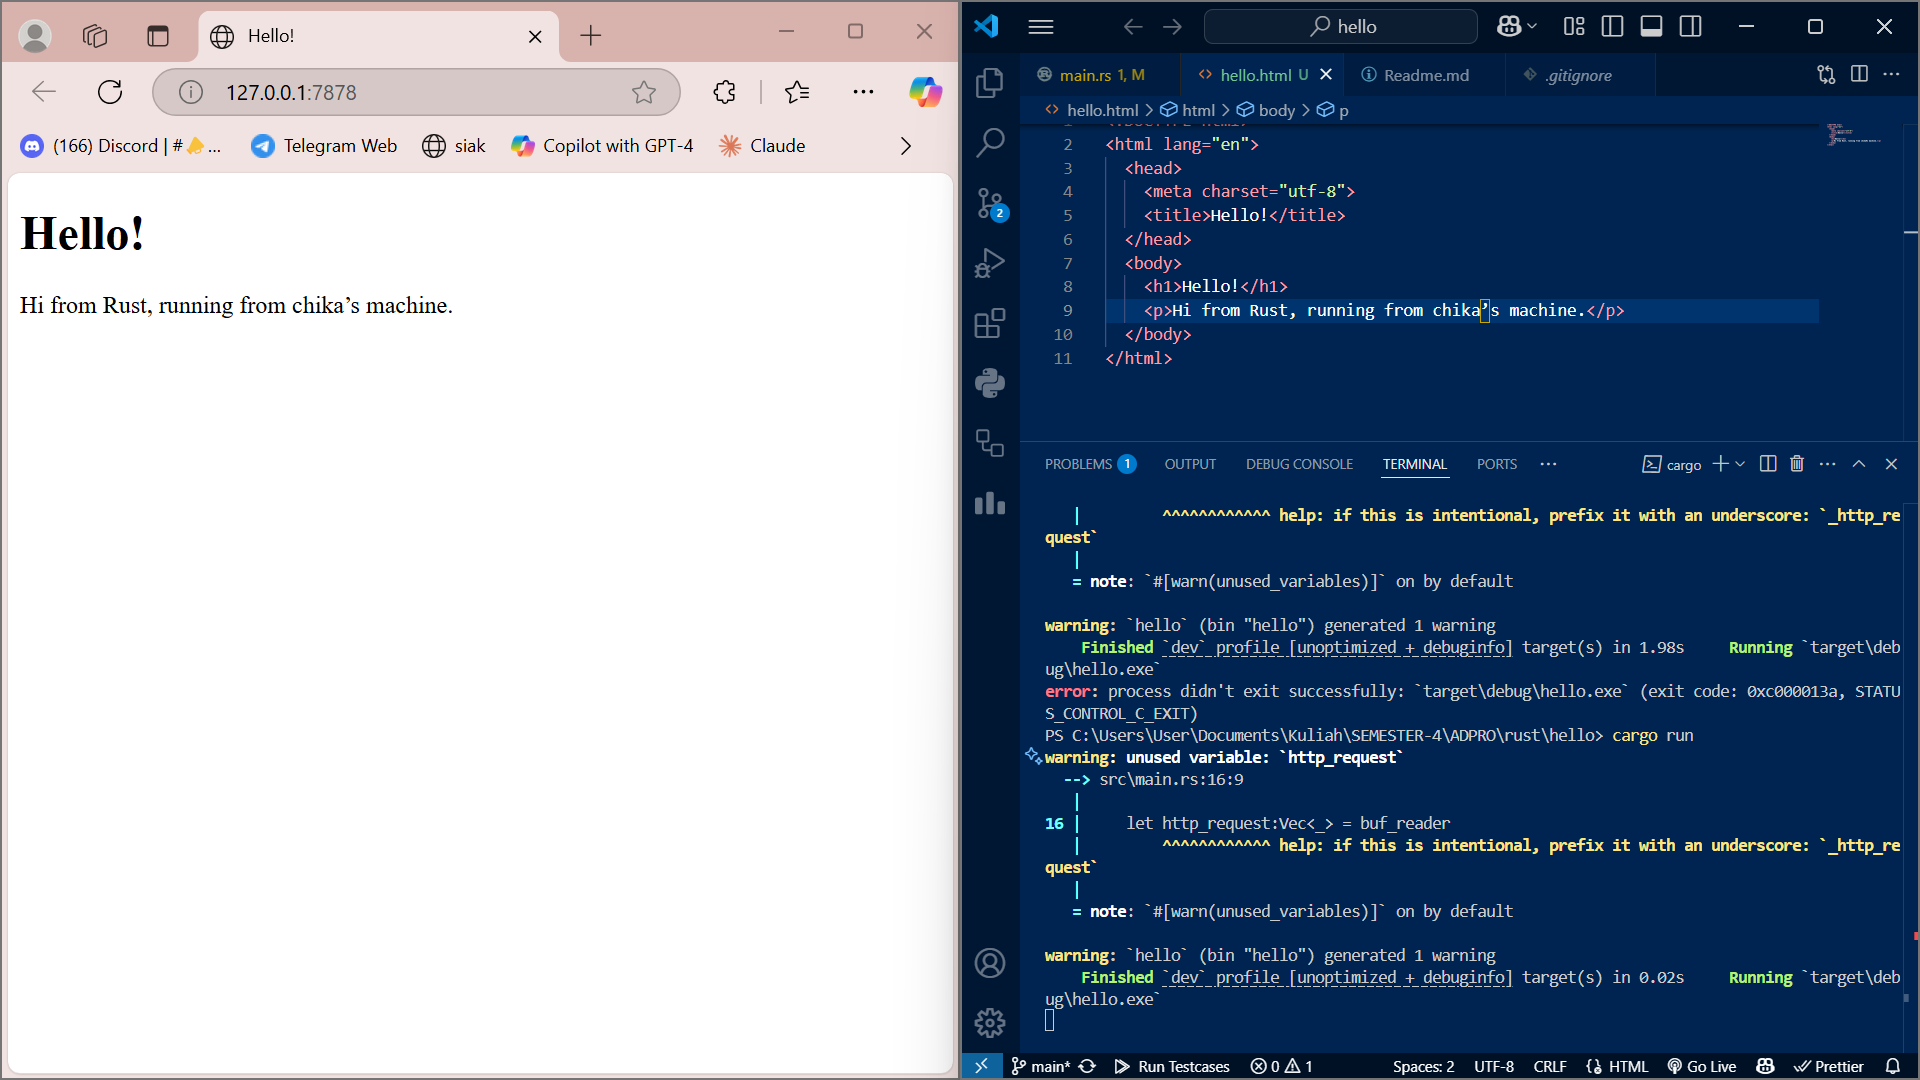 Hello!
127.0.0.1:7878
(166) Discord | # ...
Telegram Web
siak
Copilot with GPT-4
Claude
Hello!
Hi from Rust, running from chika’s machine.
hello
main.rs 1, M
hello.html U
Readme.md
.gitignore
hello.html > html > body > p
2 <html lang="en">
3 <head>
4 <meta charset="utf-8">
5 <title>Hello!</title>
6 </head>
7 <body>
8 <h1>Hello!</h1>
9 <p>Hi from Rust, running from chika’s machine.</p>
10 </body>
11 </html>
2
PROBLEMS 1 OUTPUT DEBUG CONSOLE TERMINAL PORTS ... cargo
| ^^^^^^^^^^^^ help: if this is intentional, prefix it with an underscore: `_http_re
quest`
|
= note: `#[warn(unused_variables)]` on by default
warning: `hello` (bin "hello") generated 1 warning
Finished `dev` profile [unoptimized + debuginfo] target(s) in 1.98s Running `target\deb
ug\hello.exe`
error: process didn't exit successfully: `target\debug\hello.exe` (exit code: 0xc000013a, STATU
S_CONTROL_C_EXIT)
PS C:\Users\User\Documents\Kuliah\SEMESTER-4\ADPRO\rust\hello> cargo run
warning: unused variable: `http_request`
--> src\main.rs:16:9
|
16 | let http_request:Vec<_> = buf_reader
| ^^^^^^^^^^^^ help: if this is intentional, prefix it with an underscore: `_http_re
quest`
|
= note: `#[warn(unused_variables)]` on by default
warning: `hello` (bin "hello") generated 1 warning
Finished `dev` profile [unoptimized + debuginfo] target(s) in 0.02s Running `target\deb
ug\hello.exe`
main* Run Testcases 0 1 Spaces: 2 UTF-8 CRLF HTML Go Live Prettier